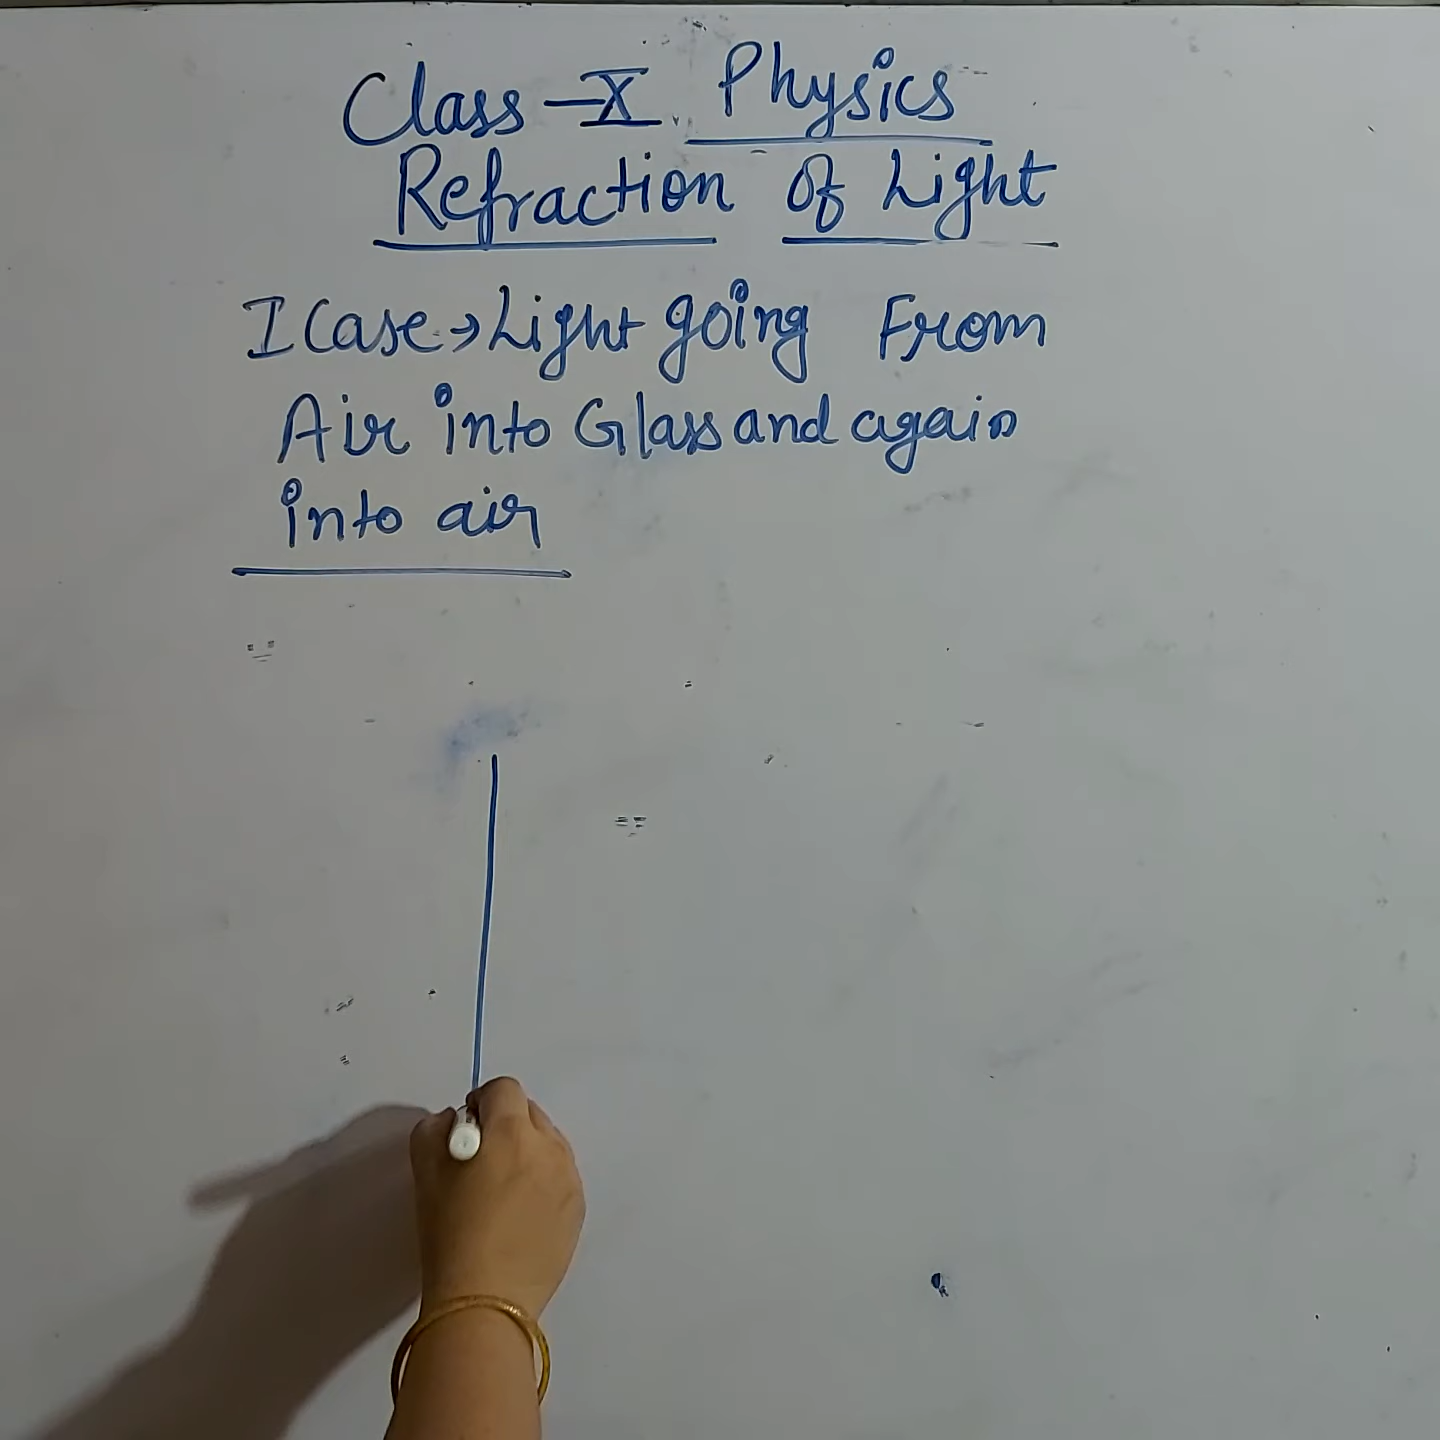 Class - X Physics
Refraction of Light
I Case → Light going From
Air into Glass and again
into air